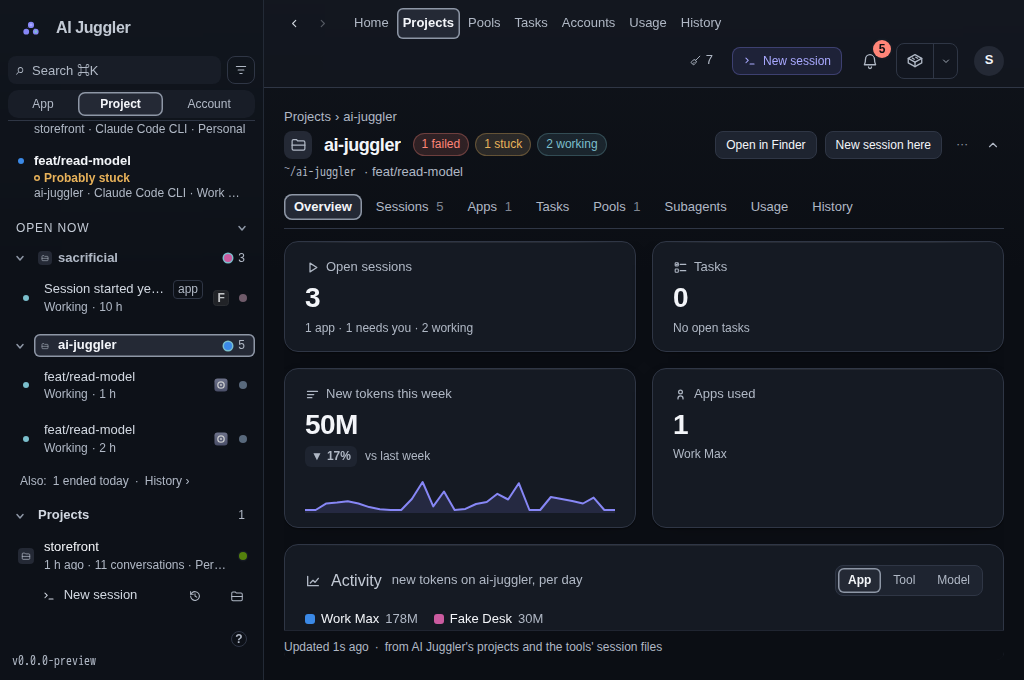 AI Juggler
Search ⌘K
App Project Account
storefront · Claude Code CLI · Personal
feat/read-model
Probably stuck
ai-juggler · Claude Code CLI · Work …
OPEN NOW
sacrificial 3
Session started ye… app
Working · 10 h F
ai-juggler 5
feat/read-model
Working · 1 h
feat/read-model
Working · 2 h
Also: 1 ended today · History ›
Projects 1
storefront
1 h ago · 11 conversations · Per…
New session
?
v0.0.0-preview
Home Projects Pools Tasks Accounts Usage History
7 New session 5 S
Projects › ai-juggler
ai-juggler 1 failed 1 stuck 2 working Open in Finder New session here ⋯
~/ai-juggler · feat/read-model
Overview Sessions 5 Apps 1 Tasks Pools 1 Subagents Usage History
Open sessions
3
1 app · 1 needs you · 2 working
Tasks
0
No open tasks
New tokens this week
50M
▼ 17% vs last week
Apps used
1
Work Max
Activity new tokens on ai-juggler, per day App Tool Model
Work Max 178M Fake Desk 30M
Updated 1s ago · from AI Juggler's projects and the tools' session files